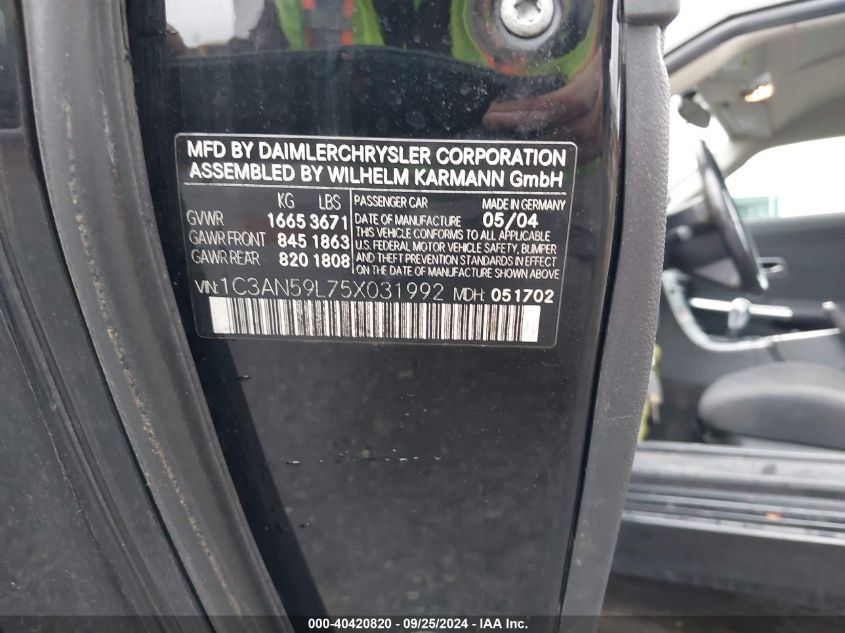 MFD BY DAIMLERCHRYSLER CORPORATION
ASSEMBLED BY WILHELM KARMANN GmbH
KG LBS
GVWR 1665 3671
GAWR FRONT 845 1863
GAWR REAR 820 1808
PASSENGER CAR MADE IN GERMANY
DATE OF MANUFACTURE 05/04
THIS VEHICLE CONFORMS TO ALL APPLICABLE
U.S. FEDERAL MOTOR VEHICLE SAFETY, BUMPER
AND THEFT PREVENTION STANDARDS IN EFFECT
ON THE DATE OF MANUFACTURE SHOWN ABOVE.
VIN: 1C3AN59L75X031992 MDH: 051702
000-40420820 - 09/25/2024 - IAA Inc.